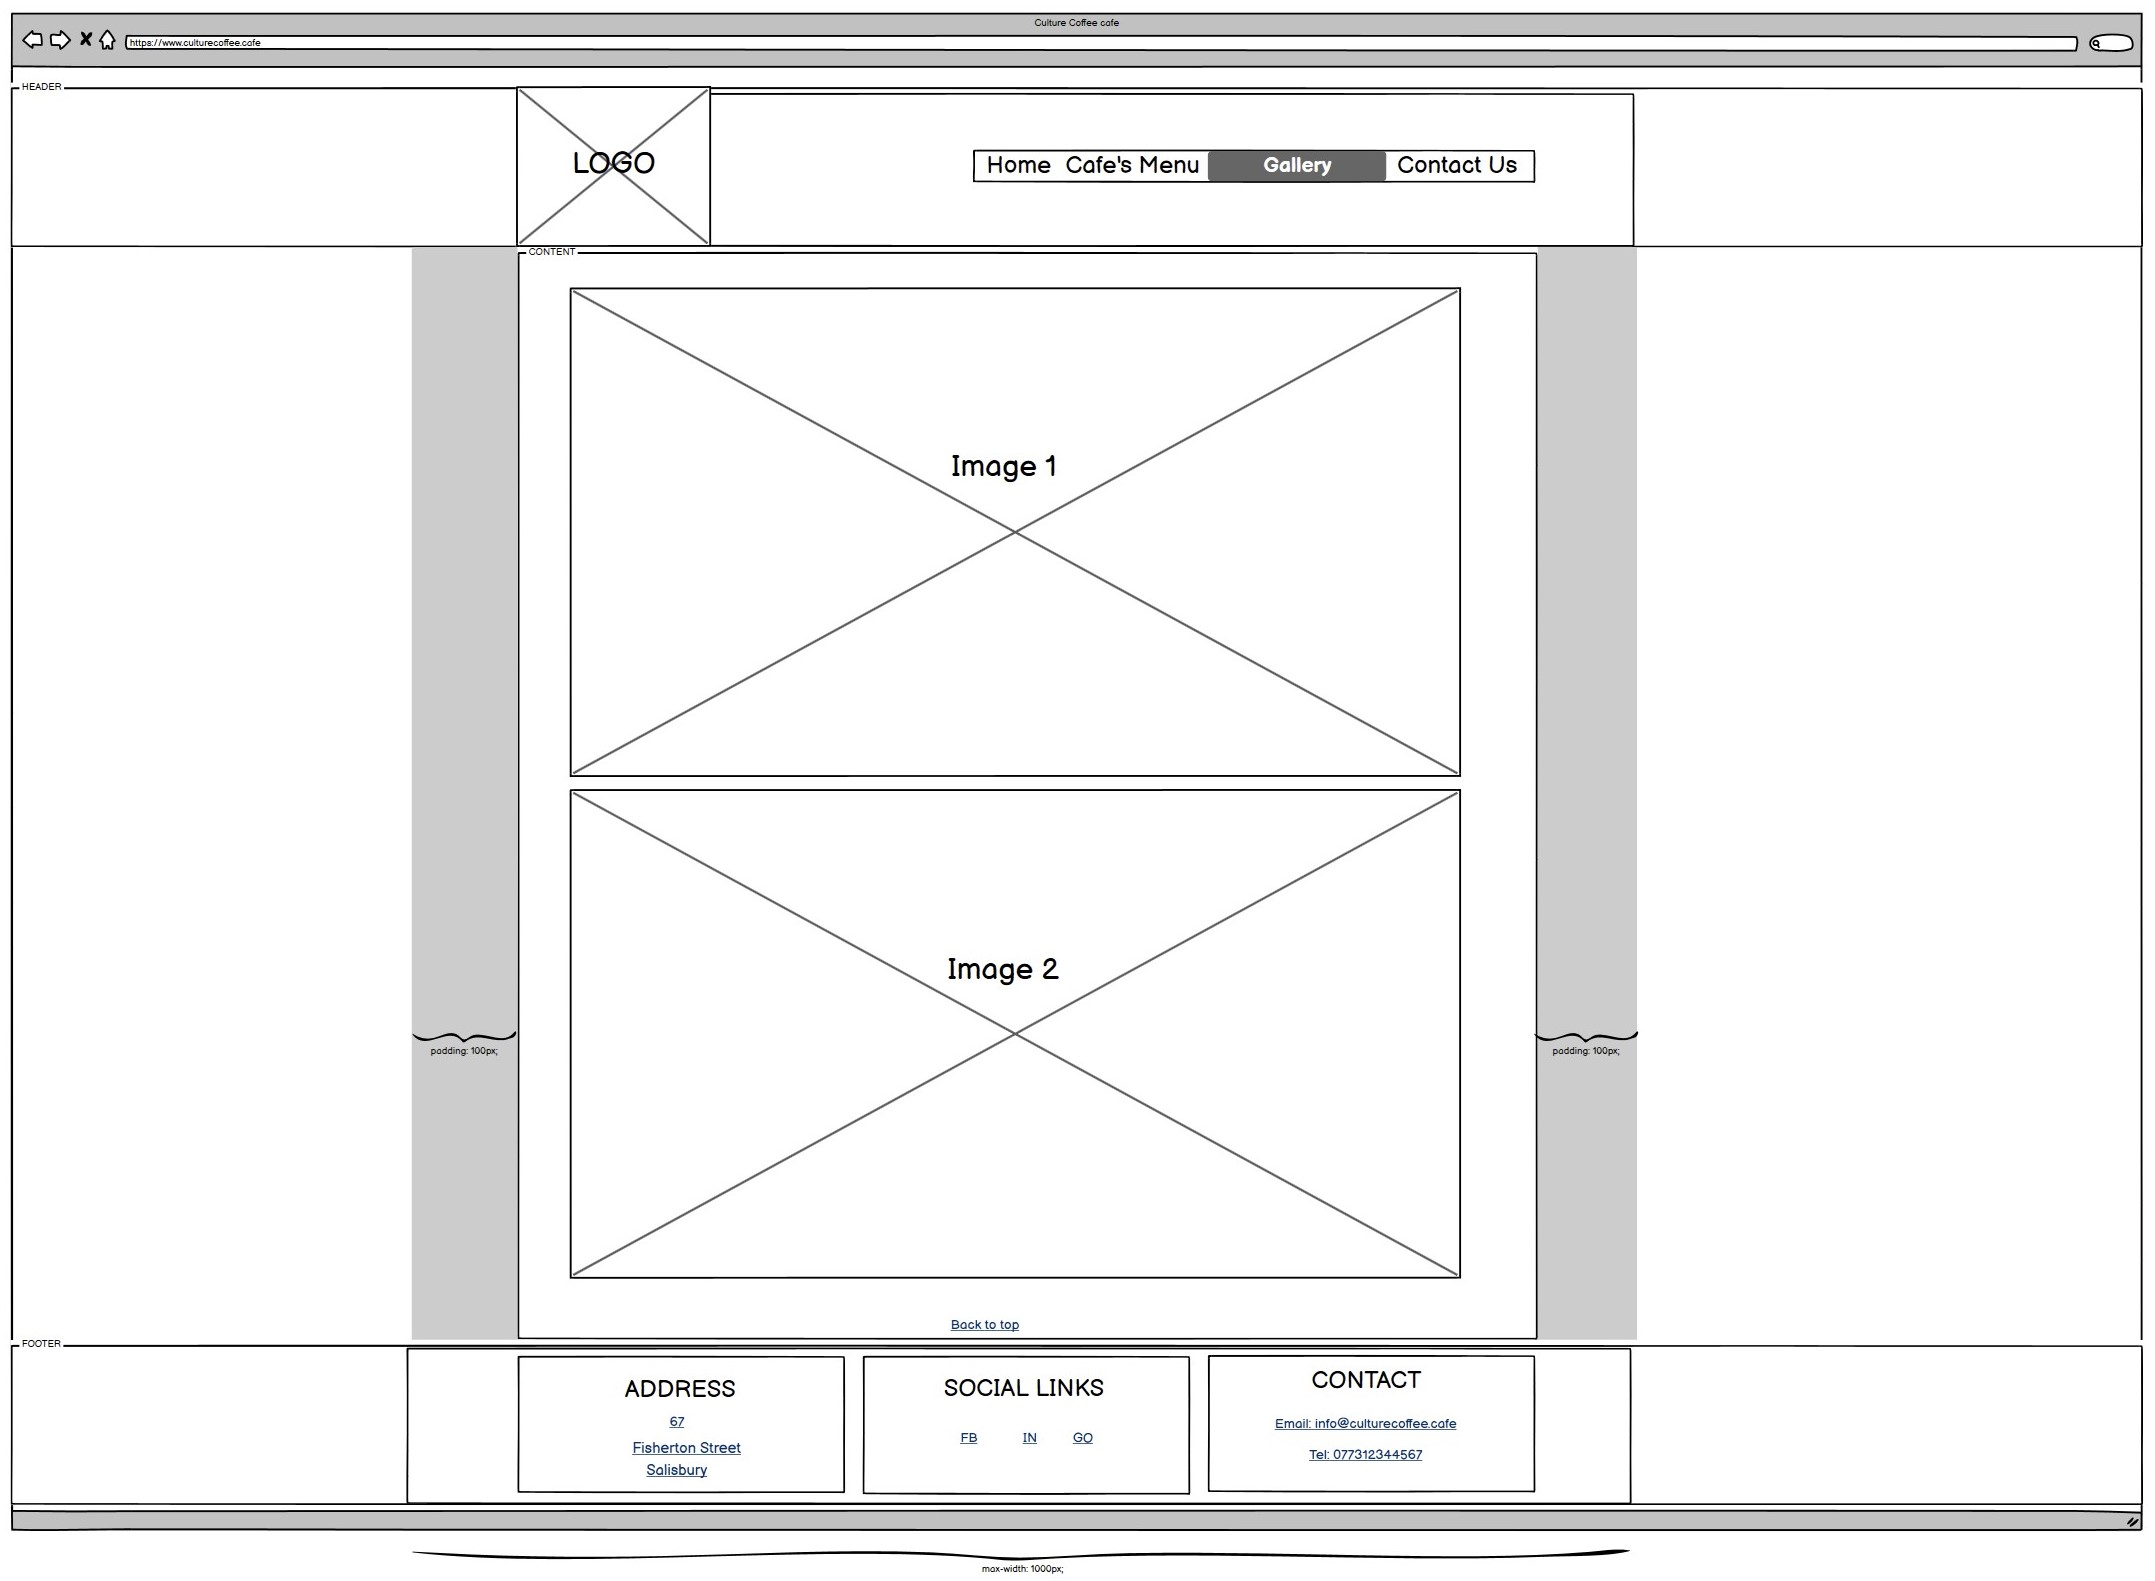 Culture Coffee cafe
https://www.culturecoffee.cafe
HEADER
LOGO
Home Cafe's Menu Gallery Contact Us
CONTENT
Image 1
Image 2
padding: 100px;
padding: 100px;
Back to top
FOOTER
ADDRESS
67
Fisherton Street
Salisbury
SOCIAL LINKS
FB IN GO
CONTACT
Email: info@culturecoffee.cafe
Tel: 077312344567
max-width: 1000px;